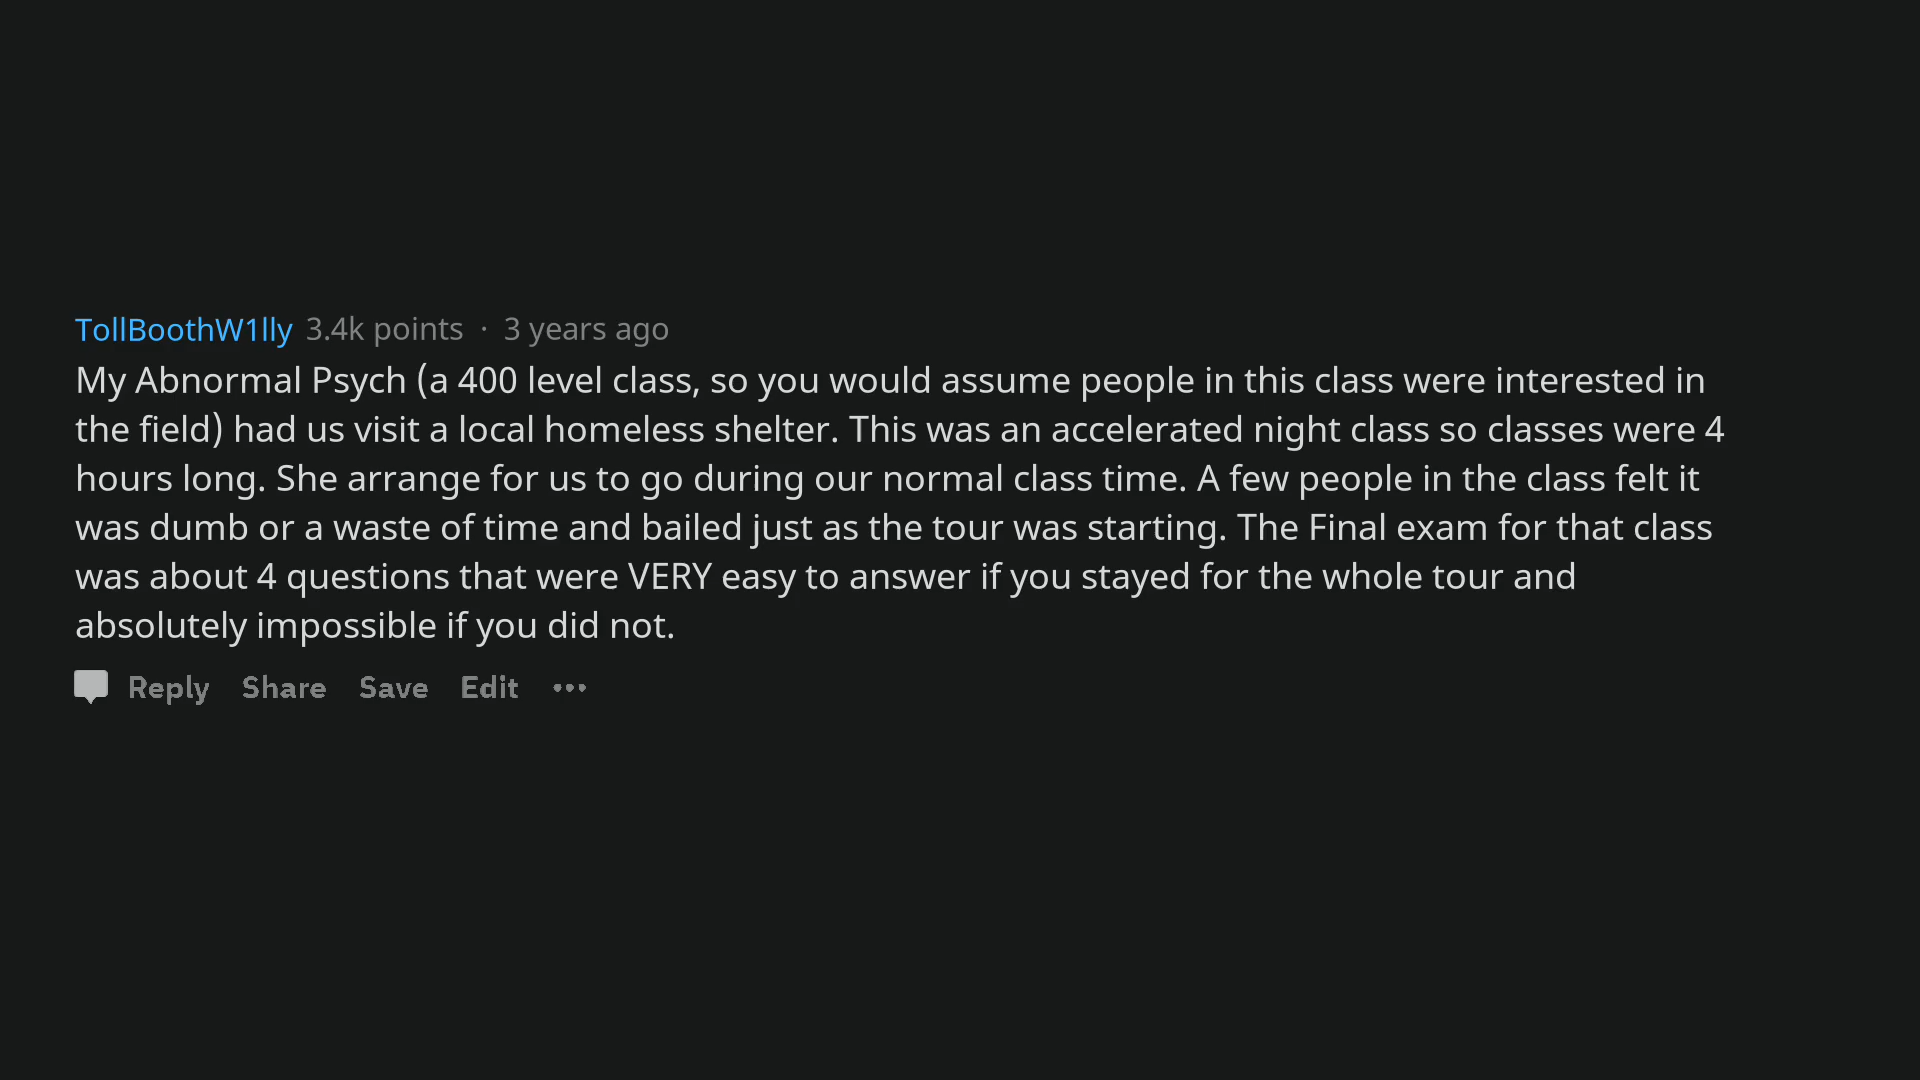 TollBoothW1lly 3.4k points · 3 years ago
My Abnormal Psych (a 400 level class, so you would assume people in this class were interested in
the field) had us visit a local homeless shelter. This was an accelerated night class so classes were 4
hours long. She arrange for us to go during our normal class time. A few people in the class felt it
was dumb or a waste of time and bailed just as the tour was starting. The Final exam for that class
was about 4 questions that were VERY easy to answer if you stayed for the whole tour and
absolutely impossible if you did not.
Reply Share Save Edit •••